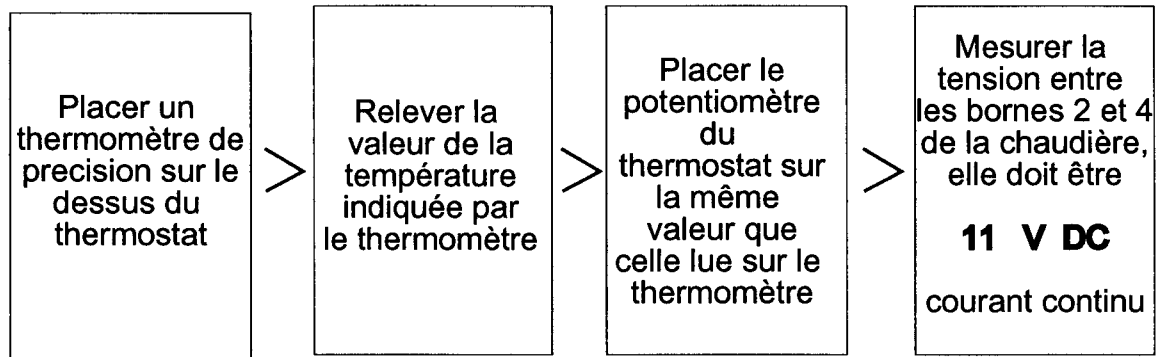 Placer un
thermomètre de
precision sur le
dessus du
thermostat
>
Relever la
valeur de la
température
indiquée par
le thermomètre
>
Placer le
potentiomètre
du
thermostat sur
la même
valeur que
celle lue sur le
thermomètre
>
Mesurer la
tension entre
les bornes 2 et 4
de la chaudière,
elle doit être
11 V DC
courant continu